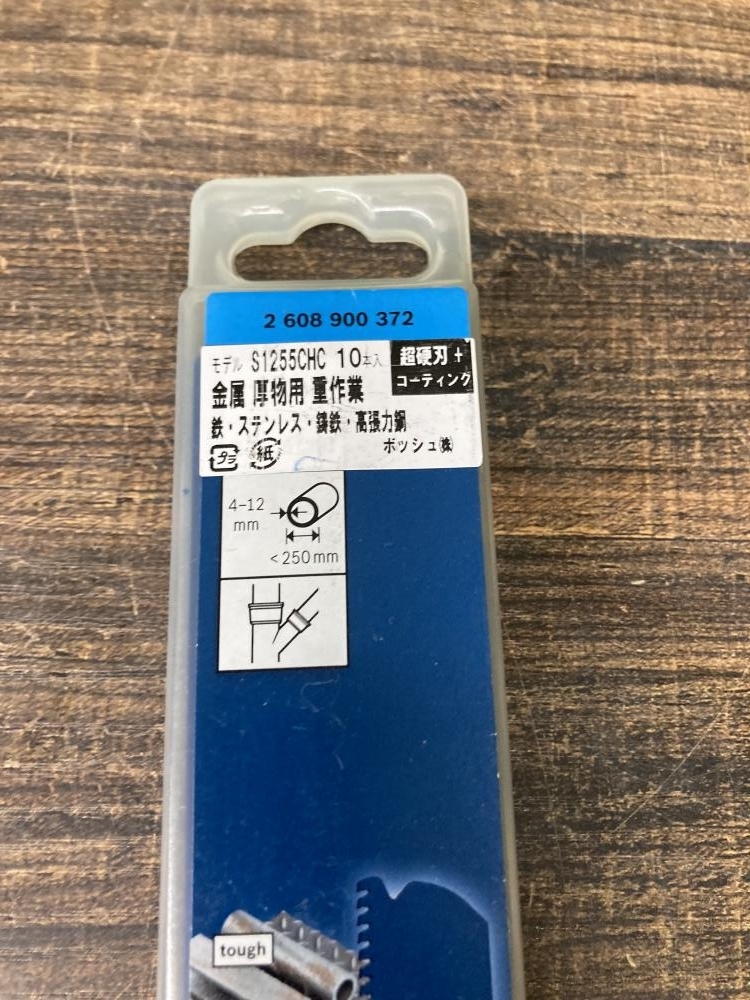 2 608 900 372
モデル S1255CHC 10本入
超硬刃 +
コーティング
金属 厚物用 重作業
鉄・ステンレス・鋳鉄・高張力鋼
プラ 紙 ボッシュ㈱
4–12
mm
<250mm
tough